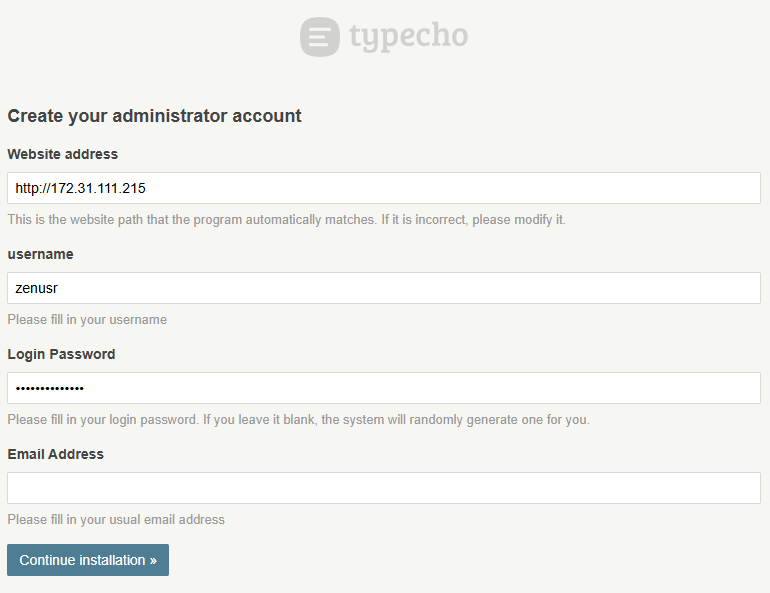 typecho
Create your administrator account
Website address
http://172.31.111.215
This is the website path that the program automatically matches. If it is incorrect, please modify it.
username
zenusr
Please fill in your username
Login Password
••••••••••••••
Please fill in your login password. If you leave it blank, the system will randomly generate one for you.
Email Address
Please fill in your usual email address
Continue installation »